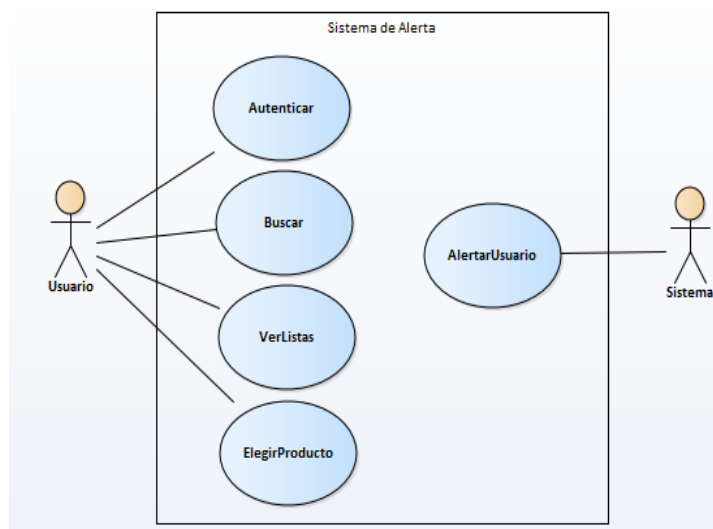 Sistema de Alerta
Autenticar
Buscar
Usuario
AlertarUsuario
Sistema
VerListas
ElegirProducto